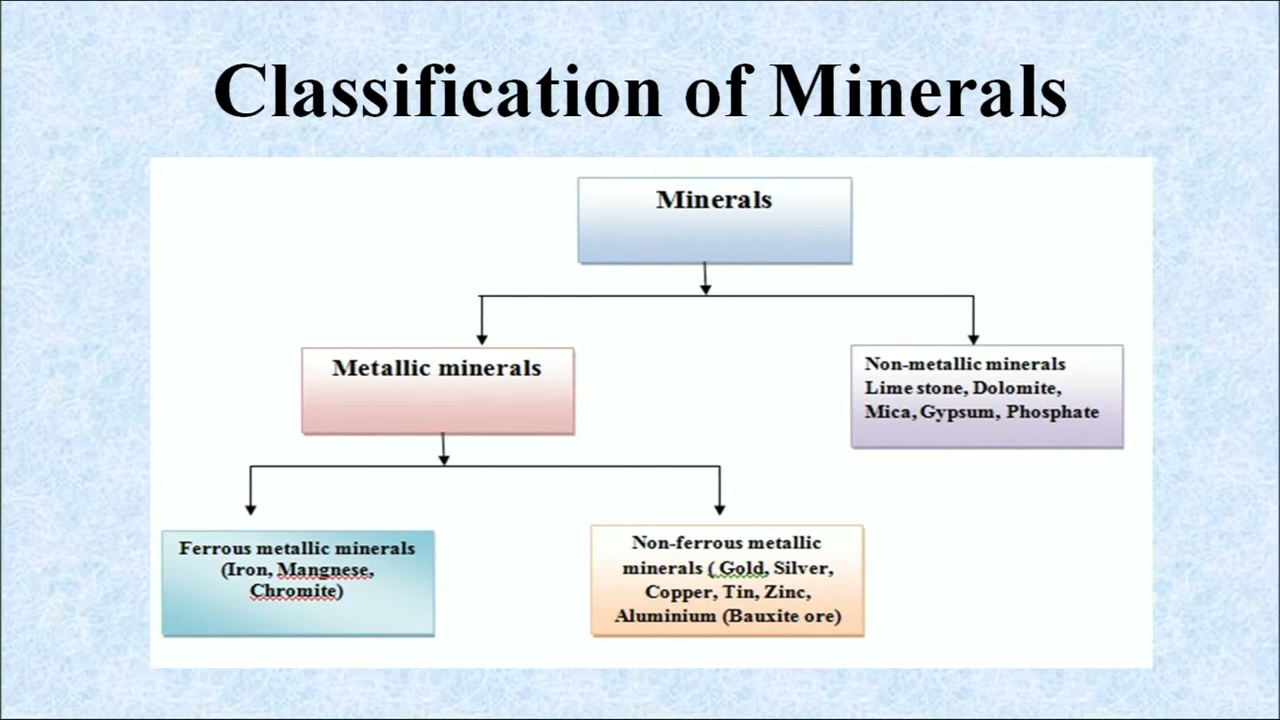 Classification of Minerals
Minerals
Metallic minerals
Non-metallic minerals
Lime stone, Dolomite,
Mica, Gypsum, Phosphate
Ferrous metallic minerals
(Iron, Mangnese,
Chromite)
Non-ferrous metallic
minerals ( Gold, Silver,
Copper, Tin, Zinc,
Aluminium (Bauxite ore)